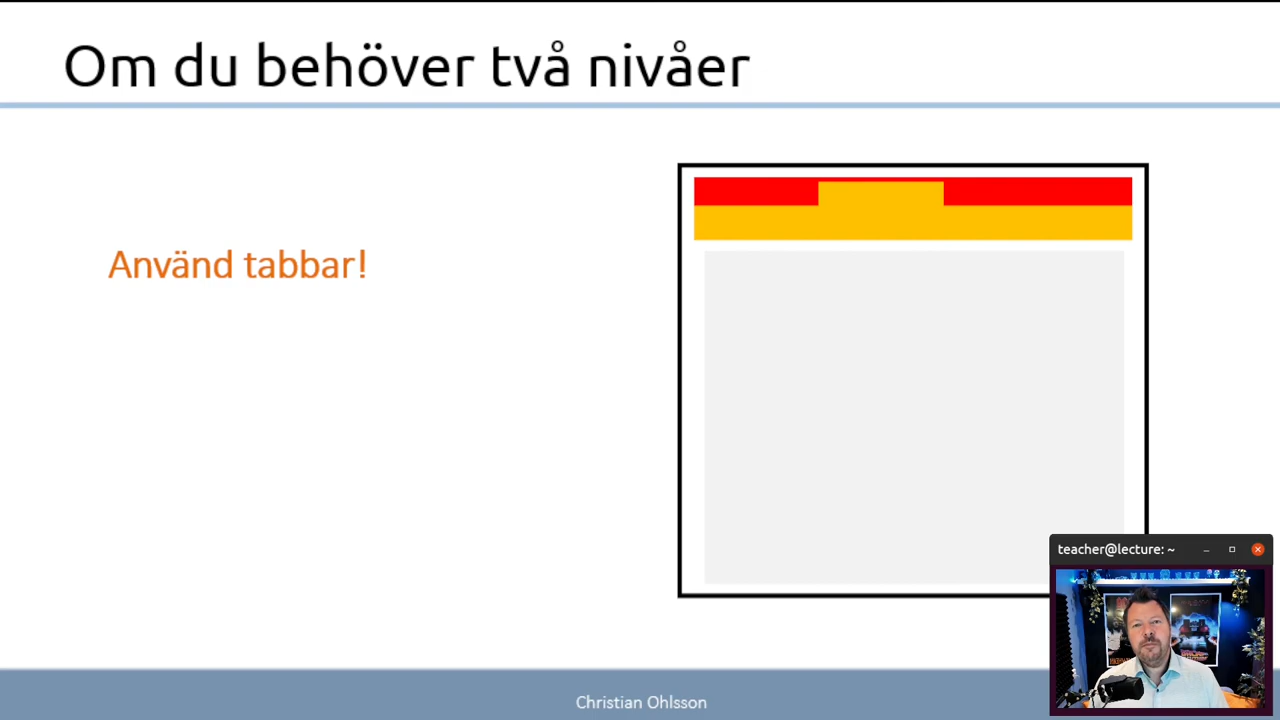 Om du behöver två nivåer
Använd tabbar!
teacher@lecture: ~
Christian Ohlsson